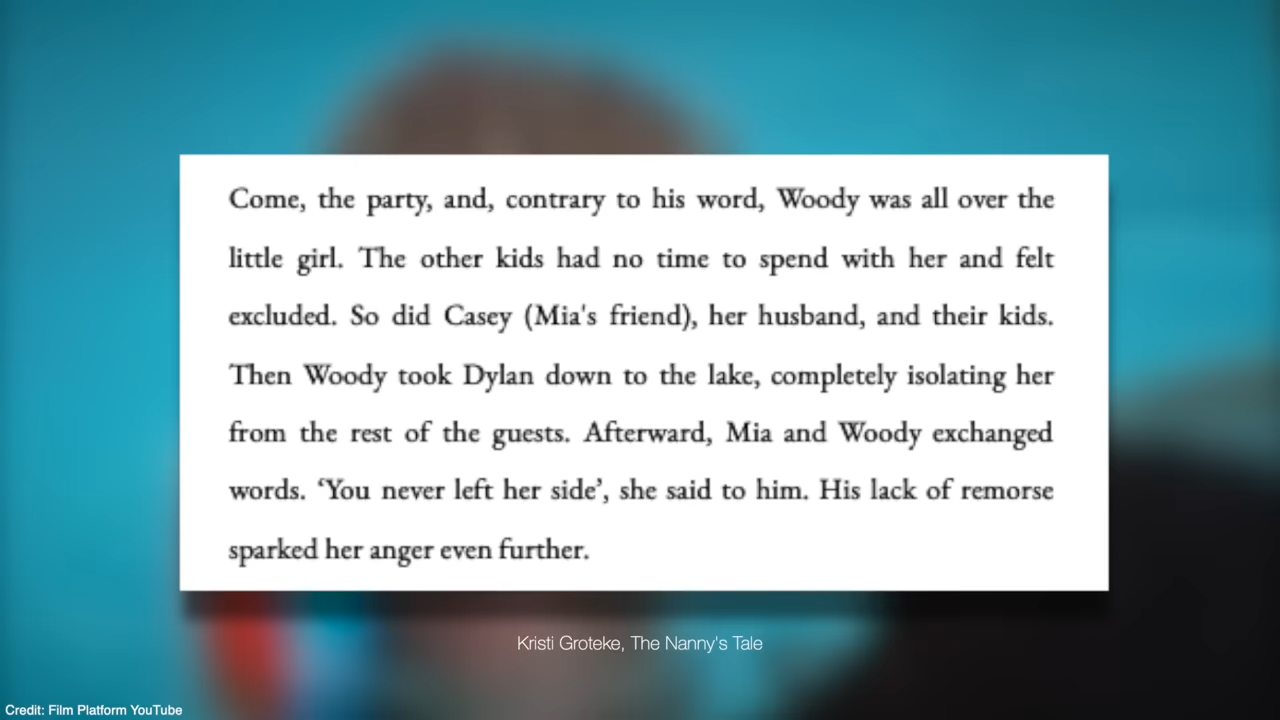 Come, the party, and, contrary to his word, Woody was all over the
little girl. The other kids had no time to spend with her and felt
excluded. So did Casey (Mia's friend), her husband, and their kids.
Then Woody took Dylan down to the lake, completely isolating her
from the rest of the guests. Afterward, Mia and Woody exchanged
words. ‘You never left her side’, she said to him. His lack of remorse
sparked her anger even further.
Kristi Groteke, The Nanny's Tale
Credit: Film Platform YouTube